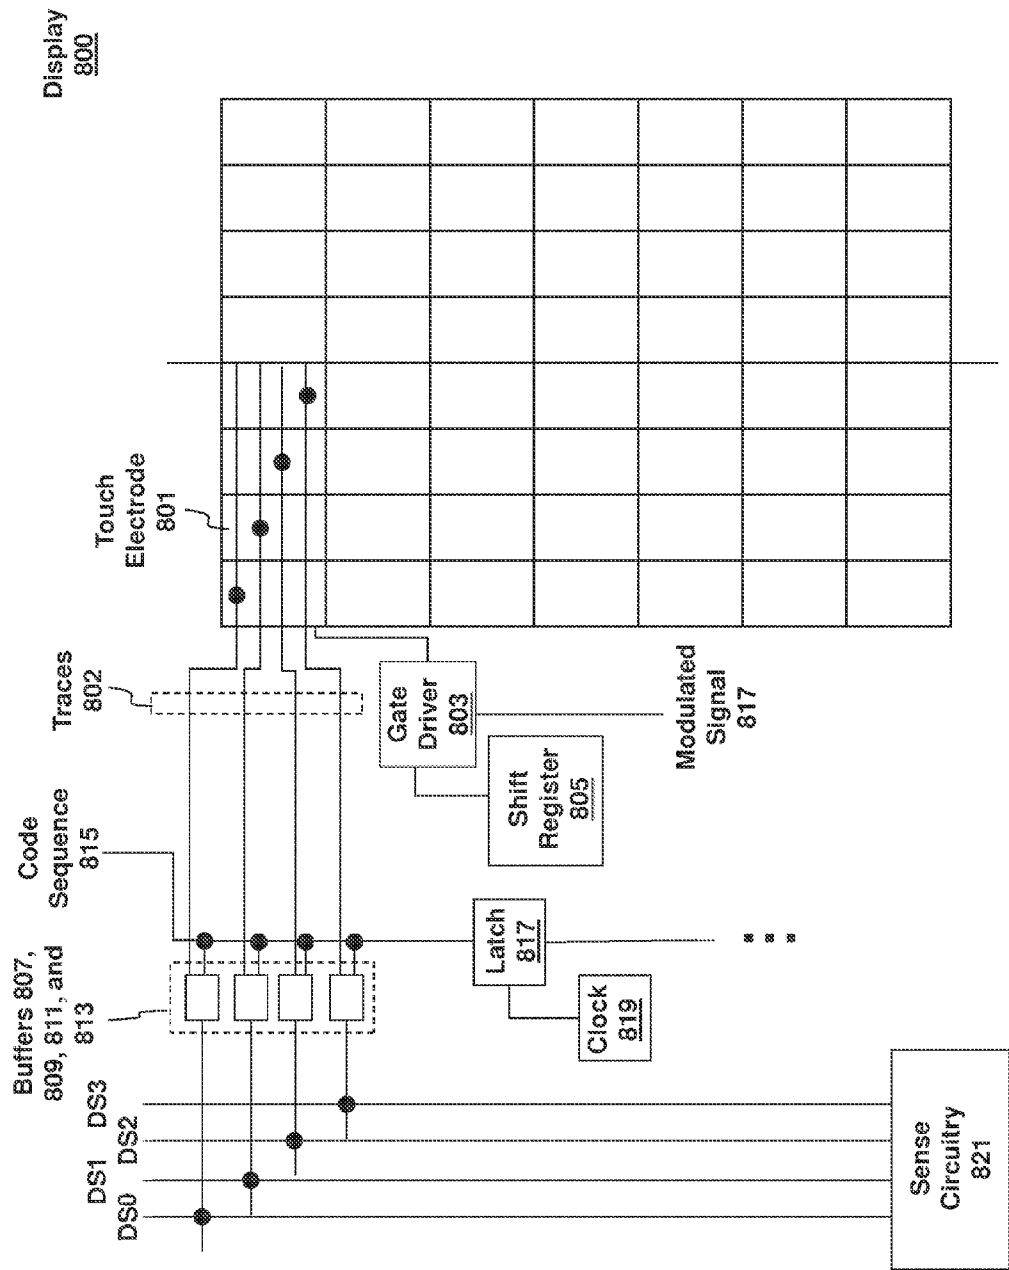 Display
800
Touch
Electrode
801
Traces
802
Code
Sequence
815
Buffers 807,
809, 811, and
813
DS3
DS2
DS1
DS0
Gate
Driver
803
Shift
Register
805
Modulated
Signal
817
Latch
817
Clock
819
Sense
Circuitry
821